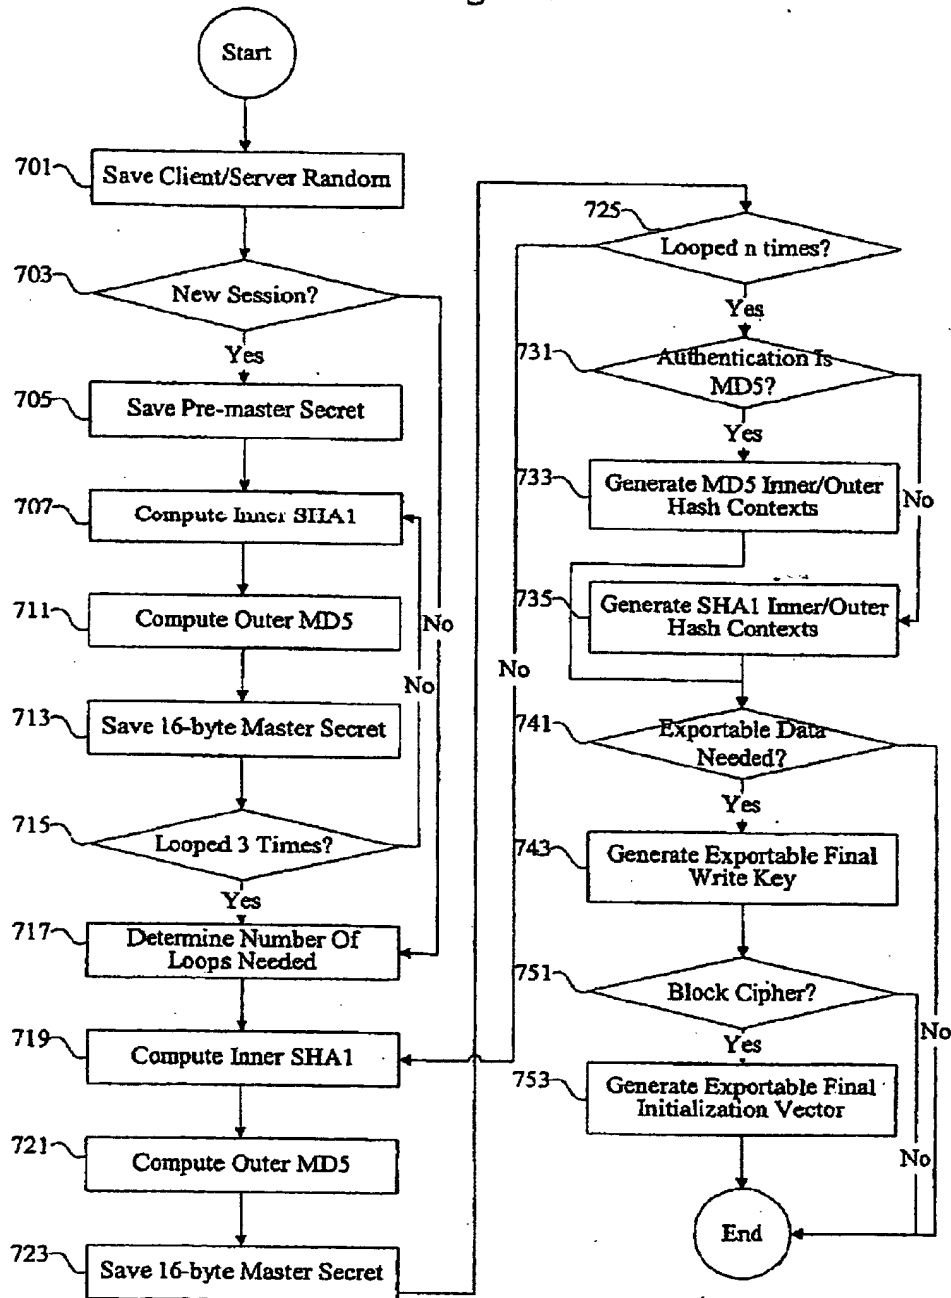 Start
701
Save Client/Server Random
703
New Session?
Yes
705
Save Pre-master Secret
707
Compute Inner SHA1
711
Compute Outer MD5
No
No
713
Save 16-byte Master Secret
715
Looped 3 Times?
Yes
717
Determine Number Of
Loops Needed
719
Compute Inner SHA1
721
Compute Outer MD5
723
Save 16-byte Master Secret
725
Looped n times?
Yes
No
731
Authentication Is
MD5?
Yes
No
733
Generate MD5 Inner/Outer
Hash Contexts
735
Generate SHA1 Inner/Outer
Hash Contexts
741
Exportable Data
Needed?
Yes
743
Generate Exportable Final
Write Key
751
Block Cipher?
Yes
No
753
Generate Exportable Final
Initialization Vector
No
End